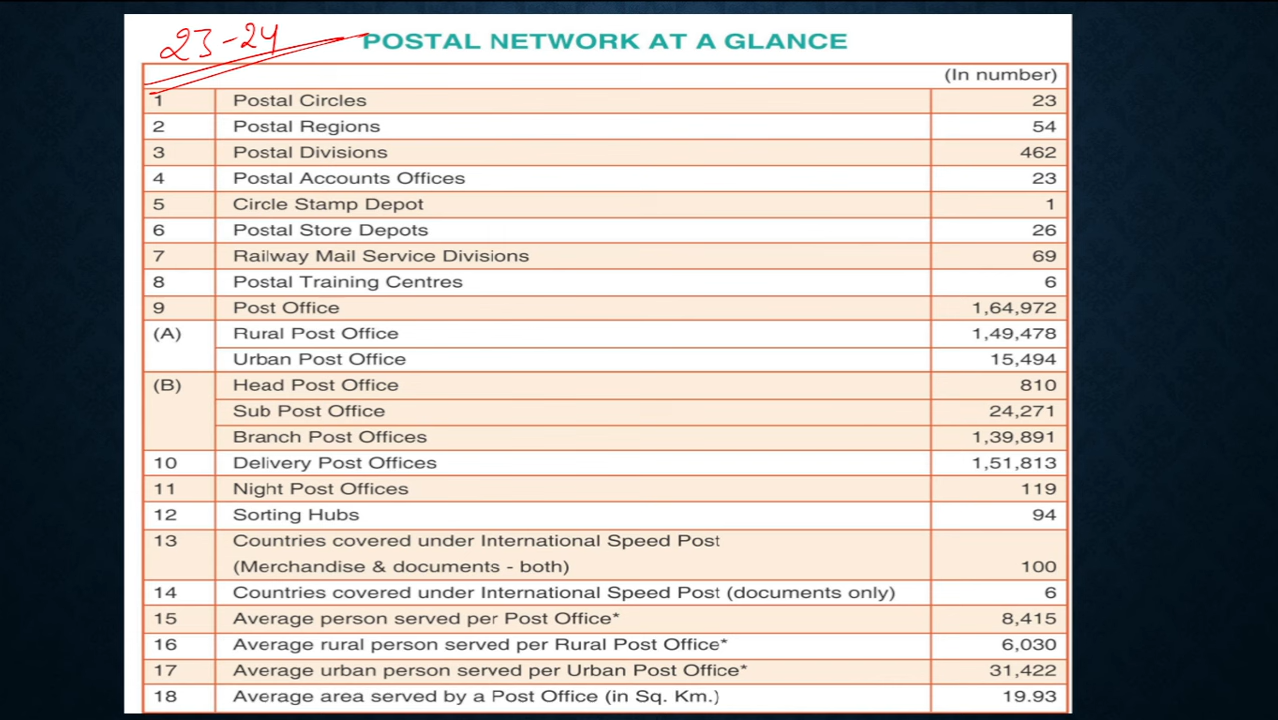 23-24
POSTAL NETWORK AT A GLANCE
(In number)
1 Postal Circles 23
2 Postal Regions 54
3 Postal Divisions 462
4 Postal Accounts Offices 23
5 Circle Stamp Depot 1
6 Postal Store Depots 26
7 Railway Mail Service Divisions 69
8 Postal Training Centres 6
9 Post Office 1,64,972
(A) Rural Post Office 1,49,478
Urban Post Office 15,494
(B) Head Post Office 810
Sub Post Office 24,271
Branch Post Offices 1,39,891
10 Delivery Post Offices 1,51,813
11 Night Post Offices 119
12 Sorting Hubs 94
13 Countries covered under International Speed Post
(Merchandise & documents - both) 100
14 Countries covered under International Speed Post (documents only) 6
15 Average person served per Post Office* 8,415
16 Average rural person served per Rural Post Office* 6,030
17 Average urban person served per Urban Post Office* 31,422
18 Average area served by a Post Office (in Sq. Km.) 19.93